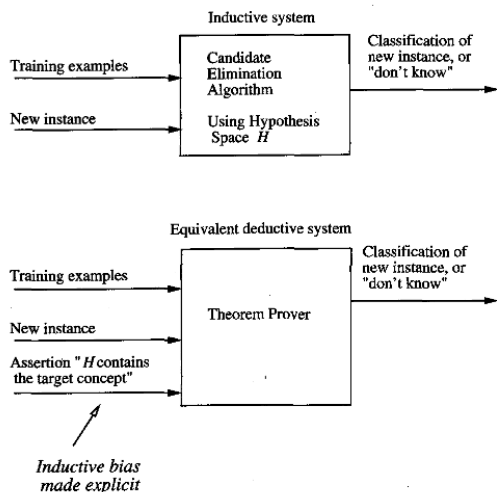 Inductive system
Training examples
New instance
Candidate
Elimination
Algorithm
Using Hypothesis
Space H
Classification of
new instance, or
"don't know"
Equivalent deductive system
Training examples
New instance
Assertion "H contains
the target concept"
Theorem Prover
Classification of
new instance, or
"don't know"
Inductive bias
made explicit